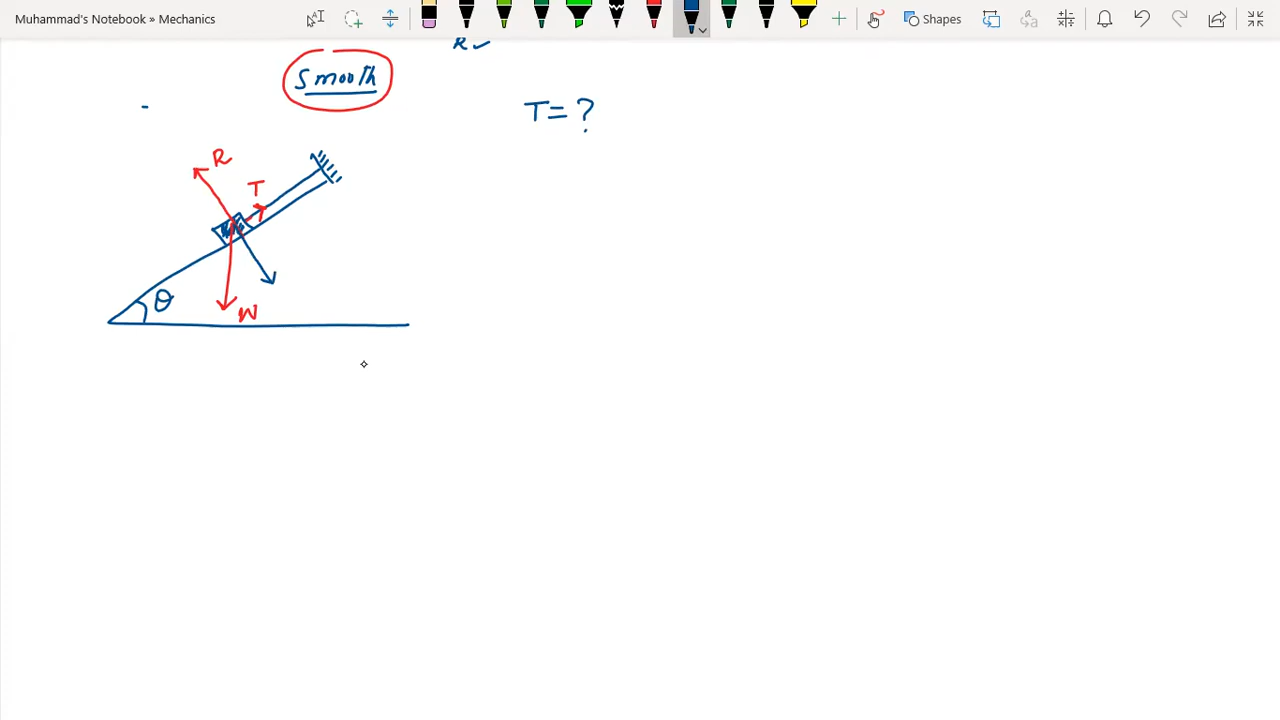 Muhammad's Notebook » Mechanics
Shapes
R ✓
Smooth
T = ?
R
T
θ
W